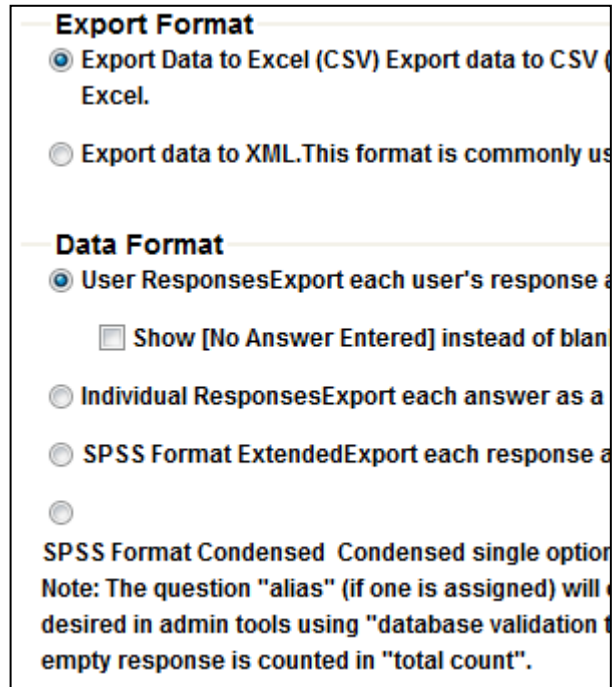 Export Format
Export Data to Excel (CSV) Export data to CSV (
Excel.
Export data to XML.This format is commonly us
Data Format
User ResponsesExport each user's response a
Show [No Answer Entered] instead of blan
Individual ResponsesExport each answer as a
SPSS Format ExtendedExport each response a
SPSS Format Condensed Condensed single option
Note: The question "alias" (if one is assigned) will
desired in admin tools using "database validation t
empty response is counted in "total count".